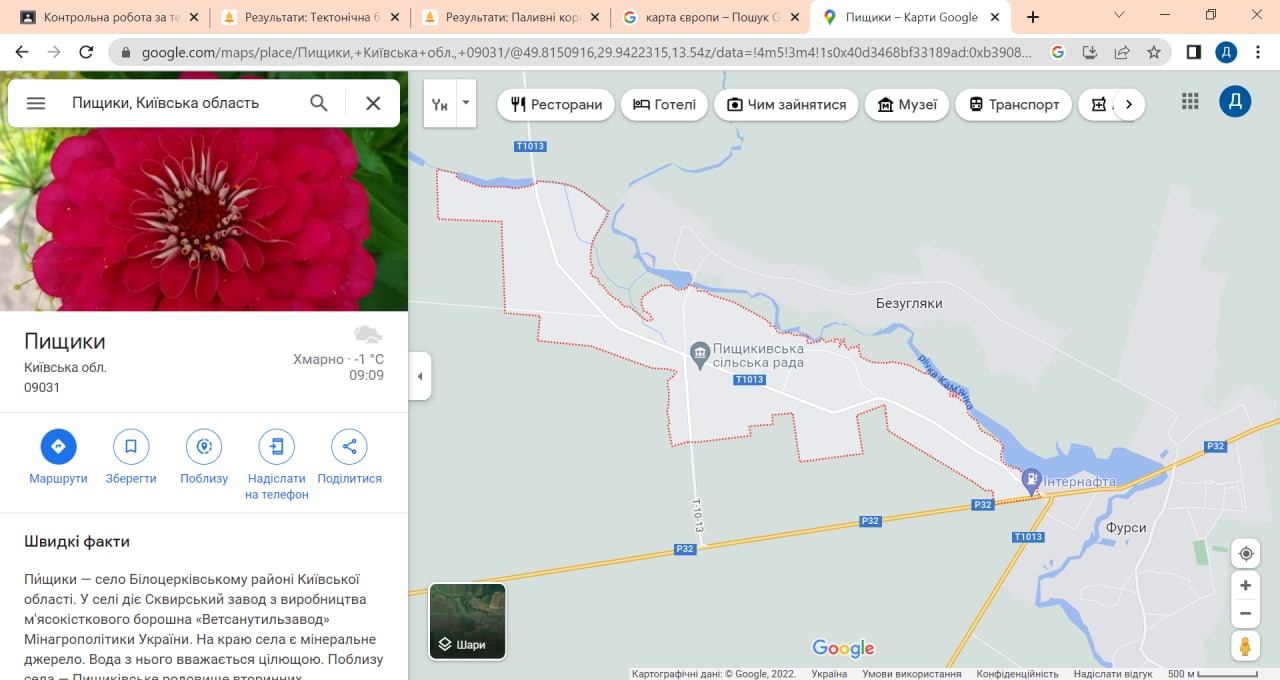 Контрольна робота за те
Результати: Тектонічна б
Результати: Паливні кор
карта європи – Пошук G
Пищики – Карти Google
google.com/maps/place/Пищики,+Київська+обл.,+09031/@49.8150916,29.9422315,13.54z/data=!4m5!3m4!1s0x40d3468bf33189ad:0xb3908...
Д
Пищики, Київська область
Ресторани
Готелі
Чим зайнятися
Музеї
Транспорт
Д
T1013
Безугляки
Пищикивська
сільська рада
T1013
річка Кам'янка
P32
Інтернафта
P32
T-10-13
P32
P32
T1013
Фурси
Пищики
Київська обл.
09031
Хмарно · -1 °C
09:09
Маршрути
Зберегти
Поблизу
Надіслати
на телефон
Поділитися
Швидкі факти
Пи́щики — село Білоцерківському районі Київської
області. У селі діє Сквирський завод з виробництва
м'ясокісткового борошна «Ветсанутильзавод»
Мінагрополітики України. На краю села є мінеральне
джерело. Вода з нього вважається цілющою. Поблизу
села — Пищиківське родовище вторинних
Шари
Google
Картографічні дані: © Google, 2022.
Україна
Умови використання
Конфіденційність
Надіслати відгук
500 м